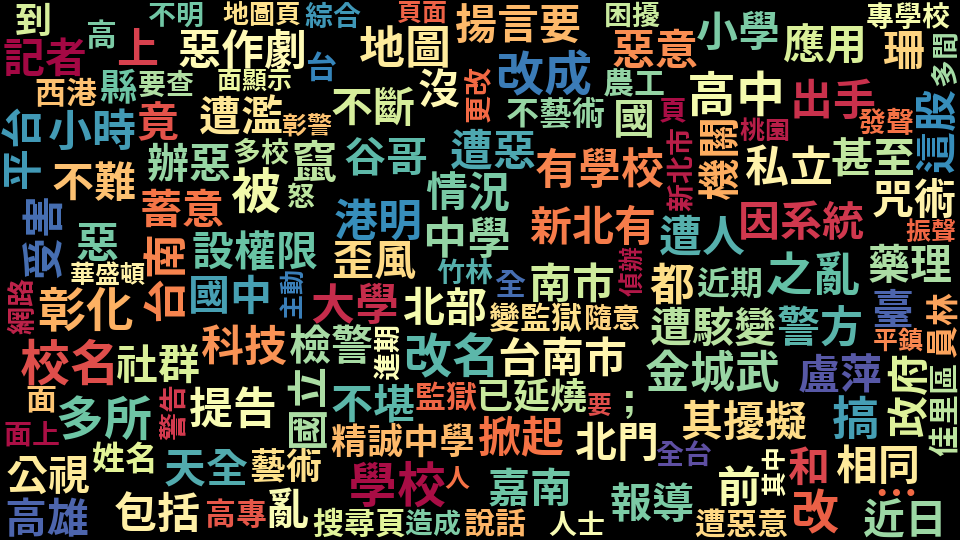 到
高
不明
地圖頁
綜合
頁面
揚言要
困擾
小學
專學校
記者
上
惡作劇
台
地圖
惡意
應用
珊
多間
西港
縣
要查
面顯示
沒
更改
改成
農工
頁
高中
出手
發聲
平台
小時
竟
遭濫
彰警
不斷
不藝術
國
新北市
機關
桃園
這股
不難
辦惡
多校
竄
谷哥
遭惡
有學校
私立
甚至
受害
蓄意
被
怒
港明
情況
中學
新北有
遭人
因系統
咒術
振聲
惡
台南
設權限
歪風
竹林
全
南市
偵辦
都
近期
之亂
藥理
華盛頓
網路
彰化
國中
主動
大學
北部
變監獄隨意
遭駭變
警方
臺
平鎮
員林
校名
社群
科技
檢警
進期
改名
台南市
金城武
盧萍
政府
佳里區
面
多所
警告
提告
國立
不堪
監獄
已延燒
要
;
其擾擬
搞
面上
姓名
精誠中學
掀起
北門
全台
公視
天全
藝術
學校
人
嘉南
報導
前
其中
和
相同
高雄
包括
高專
亂
搜尋頁
造成
說話
人士
遭惡意
改
…
近日